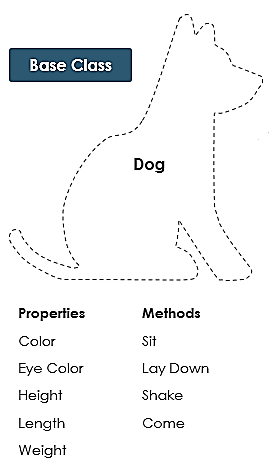 Base Class
Dog
Properties Methods
Color Sit
Eye Color Lay Down
Height Shake
Length Come
Weight